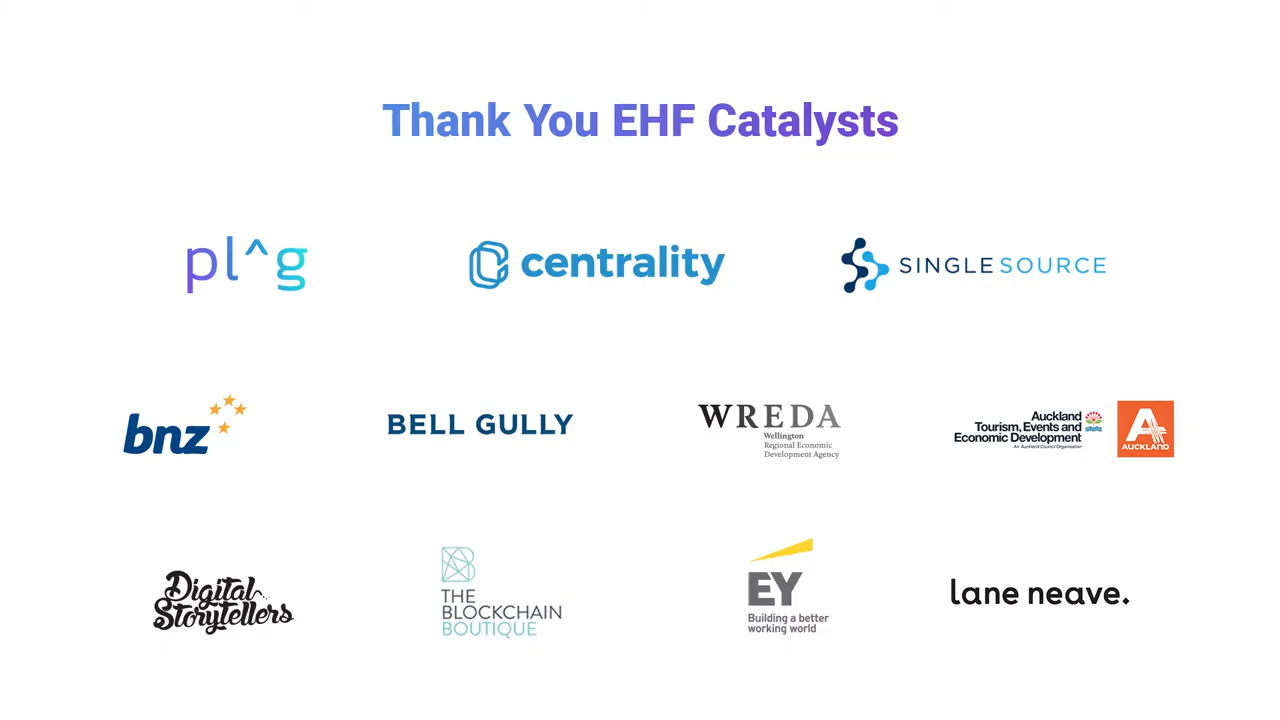 Thank You EHF Catalysts
pl^g
centrality
SINGLE SOURCE
bnz
BELL GULLY
WREDA
Wellington
Regional Economic
Development Agency
Auckland
Tourism, Events and
Economic Development
An Auckland Council Organisation
AUCKLAND
Digital
Storytellers
THE
BLOCKCHAIN
BOUTIQUE
EY
Building a better
working world
lane neave.